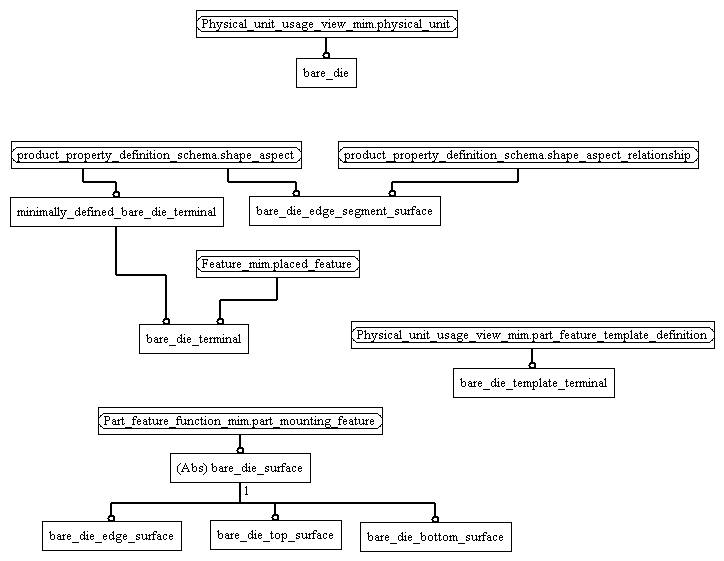 Physical_unit_usage_view_mim.physical_unit
bare_die
product_property_definition_schema.shape_aspect
product_property_definition_schema.shape_aspect_relationship
minimally_defined_bare_die_terminal
bare_die_edge_segment_surface
Feature_mim.placed_feature
bare_die_terminal
Physical_unit_usage_view_mim.part_feature_template_definition
bare_die_template_terminal
Part_feature_function_mim.part_mounting_feature
(Abs) bare_die_surface
1
bare_die_edge_surface
bare_die_top_surface
bare_die_bottom_surface